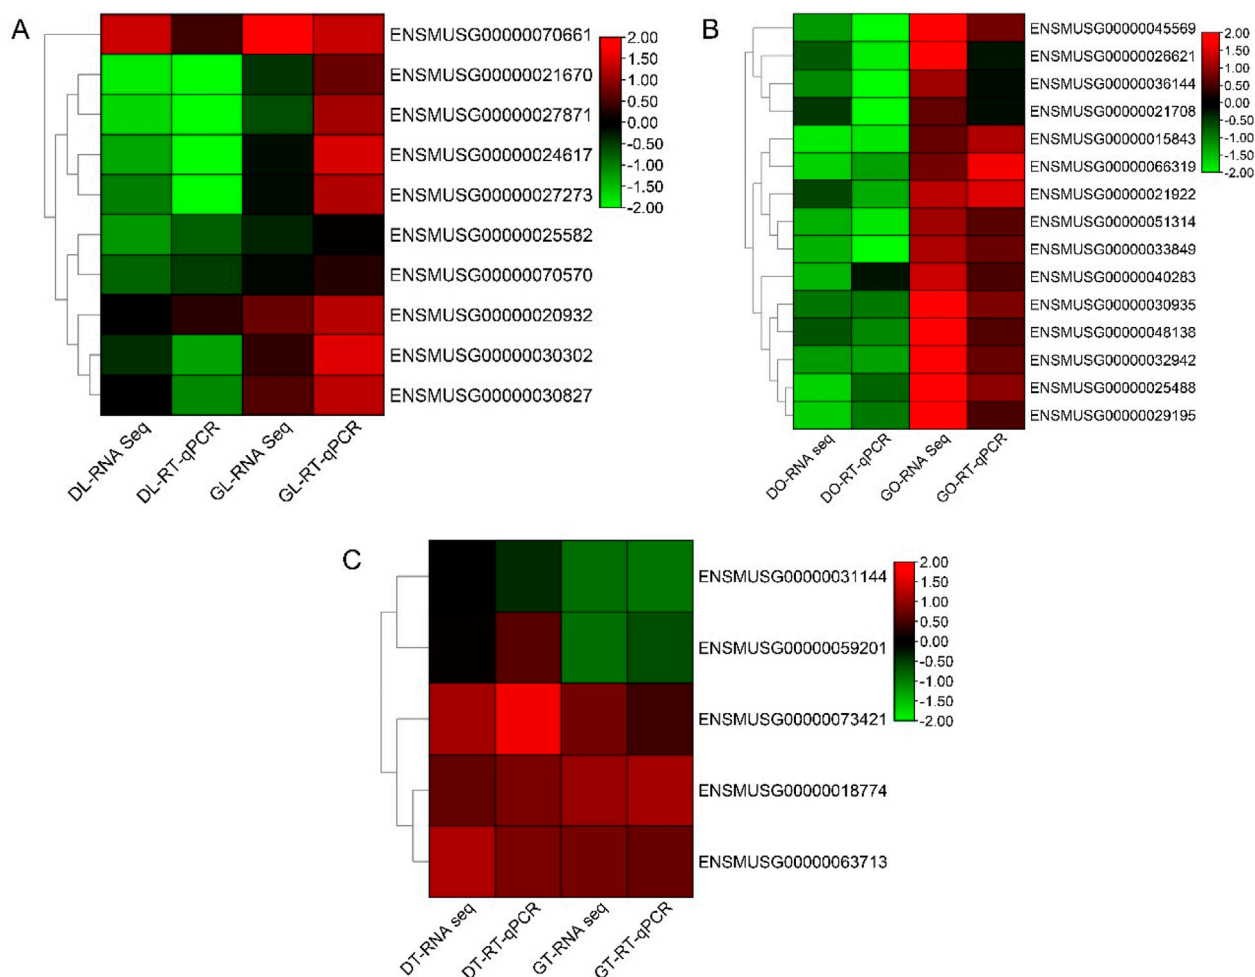 A
ENSMUSG00000070661
ENSMUSG00000021670
ENSMUSG00000027871
ENSMUSG00000024617
ENSMUSG00000027273
ENSMUSG00000025582
ENSMUSG00000070570
ENSMUSG00000020932
ENSMUSG00000030302
ENSMUSG00000030827
2.00
1.50
1.00
0.50
0.00
-0.50
-1.00
-1.50
-2.00
DL-RNA Seq
DL-RT-qPCR
GL-RNA Seq
GL-RT-qPCR
B
ENSMUSG00000045569
ENSMUSG00000026621
ENSMUSG00000036144
ENSMUSG00000021708
ENSMUSG00000015843
ENSMUSG00000066319
ENSMUSG00000021922
ENSMUSG00000051314
ENSMUSG00000033849
ENSMUSG00000040283
ENSMUSG00000030935
ENSMUSG00000048138
ENSMUSG00000032942
ENSMUSG00000025488
ENSMUSG00000029195
2.00
1.50
1.00
0.50
0.00
-0.50
-1.00
-1.50
-2.00
DO-RNA seq
DO-RT-qPCR
GO-RNA Seq
GO-RT-qPCR
C
ENSMUSG00000031144
ENSMUSG00000059201
ENSMUSG00000073421
ENSMUSG00000018774
ENSMUSG00000063713
2.00
1.50
1.00
0.50
0.00
-0.50
-1.00
-1.50
-2.00
DT-RNA seq
DT-RT-qPCR
GT-RNA seq
GT-RT-qPCR